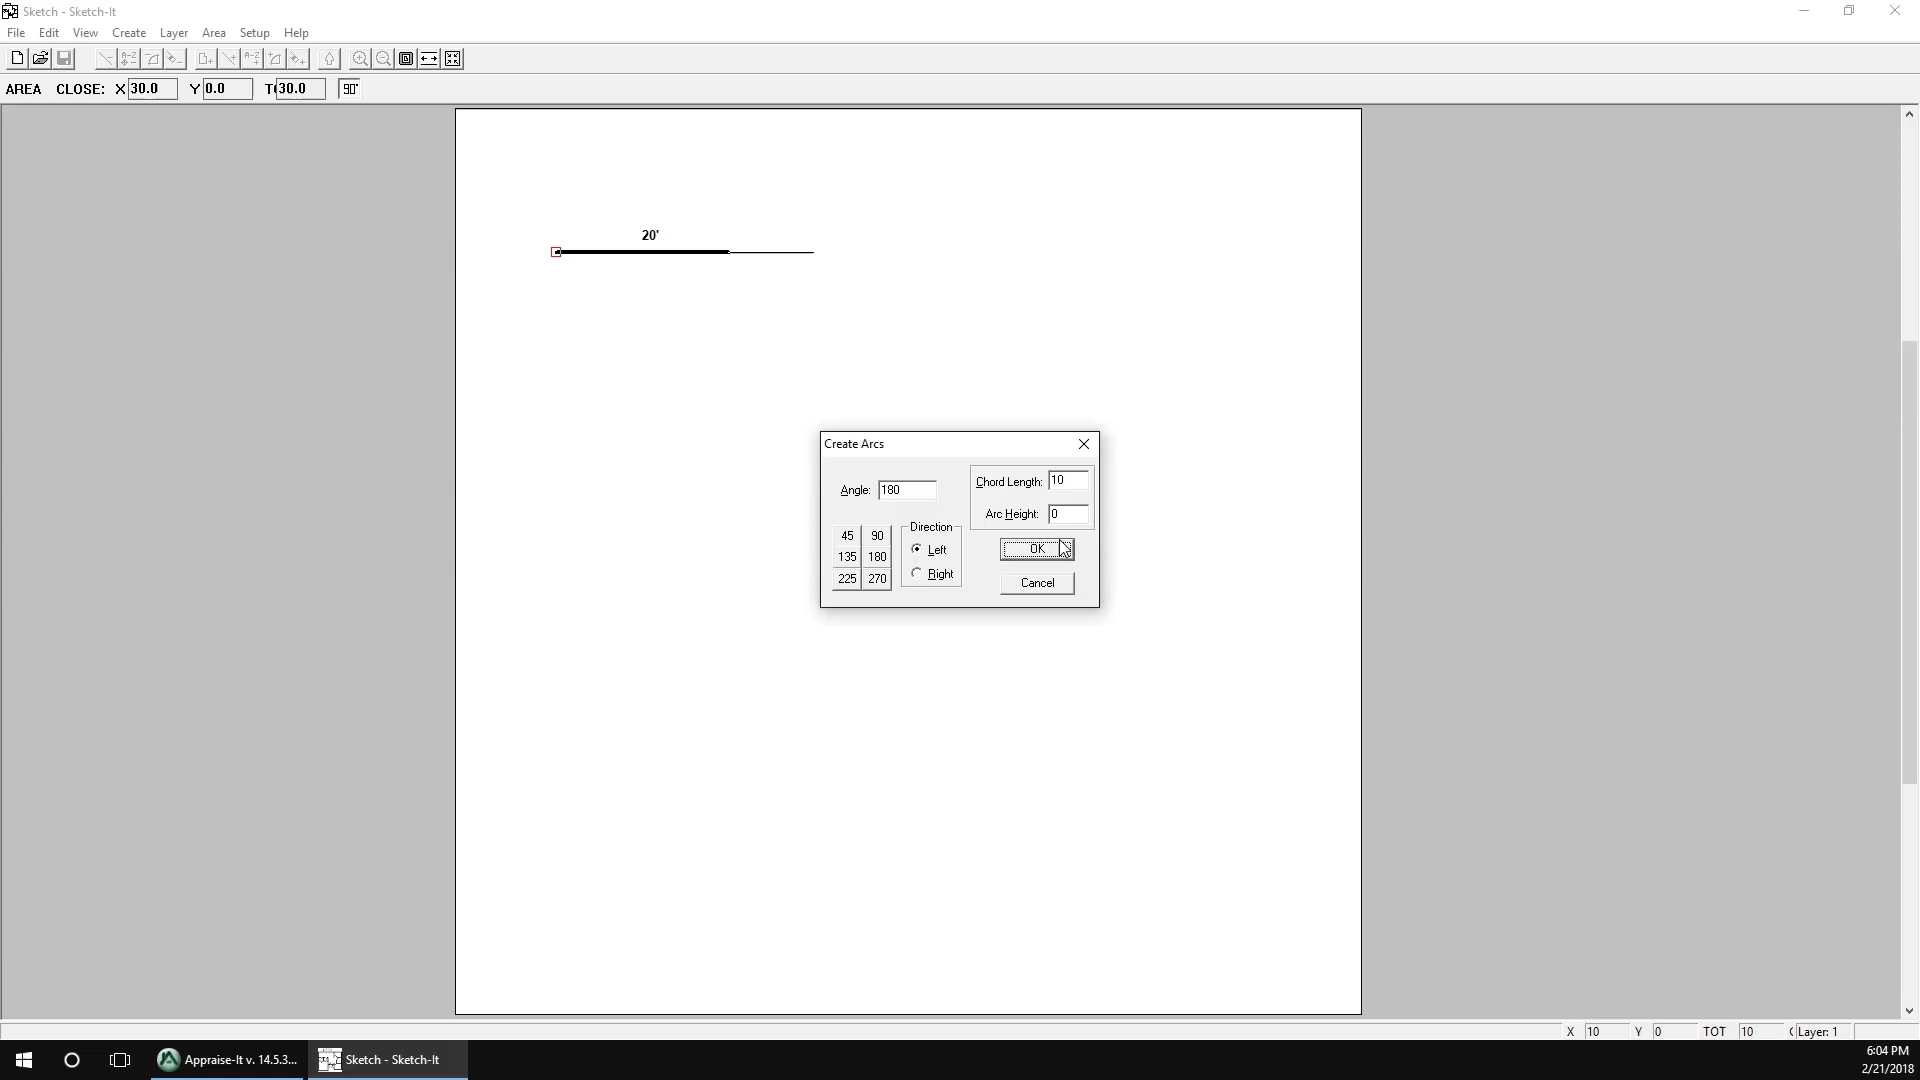 Sketch - Sketch-It
File Edit View Create Layer Area Setup Help
AREA CLOSE: X 30.0 Y 0.0 T( 30.0 90°
20'
Create Arcs
Angle: 180
Chord Length: 10
Arc Height: 0
45 90
135 180
225 270
Direction
Left
Right
OK
Cancel
X 10 Y 0 TOT 10 ( Layer: 1
Appraise-It v. 14.5.3...
Sketch - Sketch-It
6:04 PM
2/21/2018